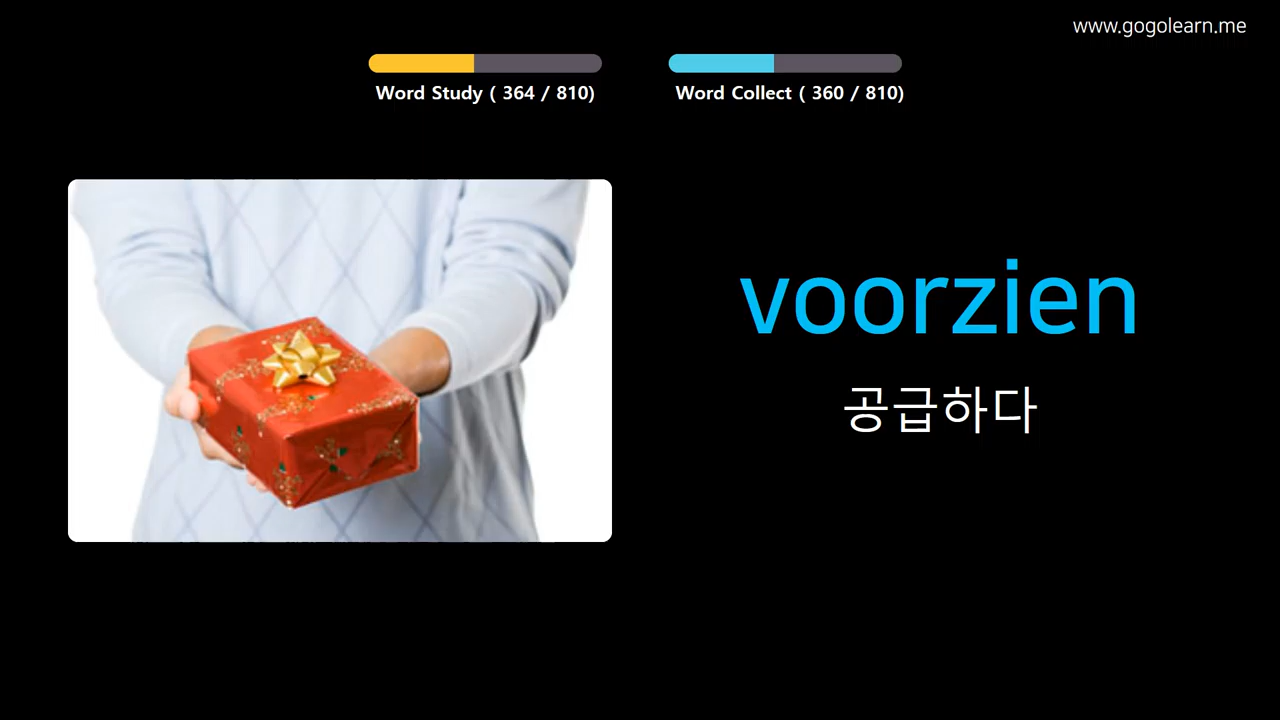 www.gogolearn.me
Word Study ( 364 / 810)
Word Collect ( 360 / 810)
voorzien
공급하다